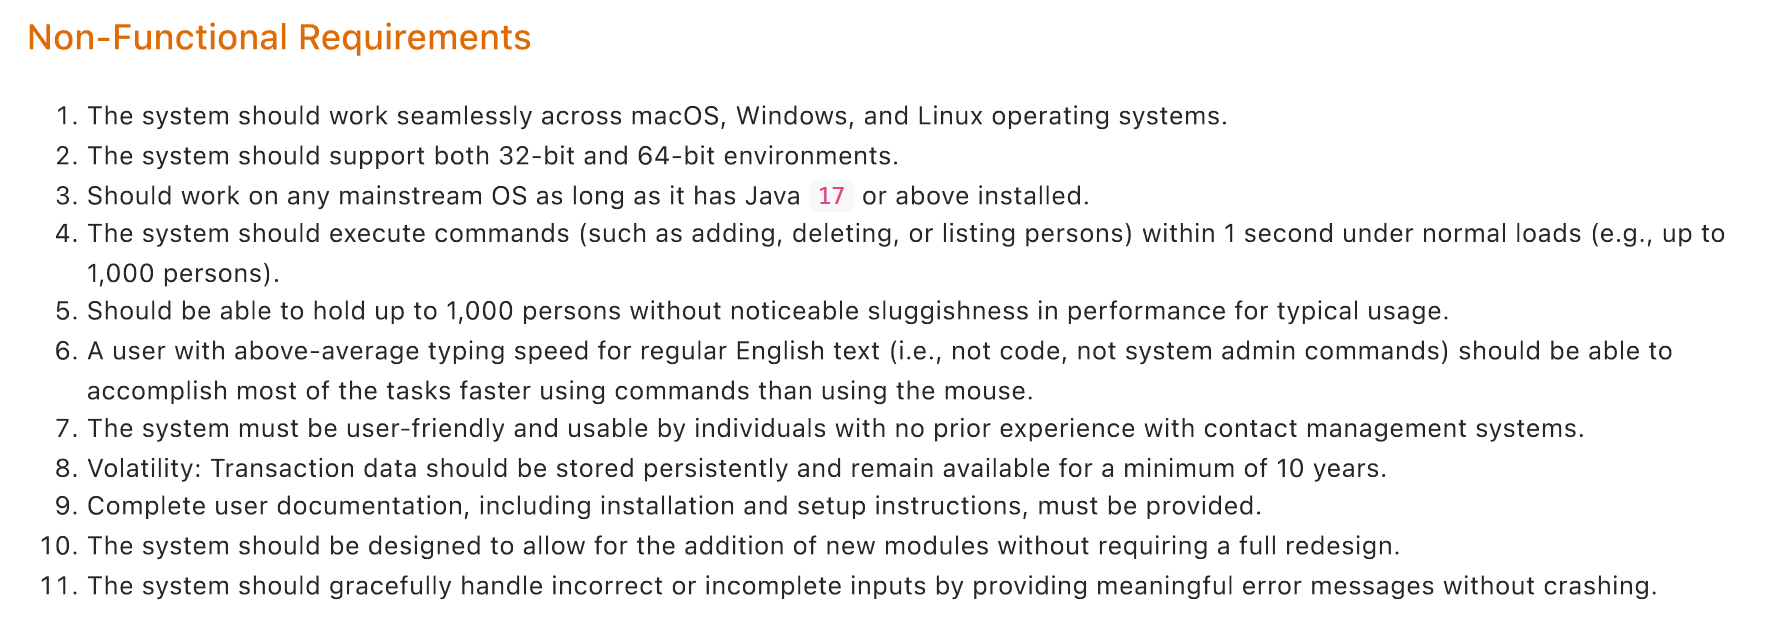 Non-Functional Requirements
1. The system should work seamlessly across macOS, Windows, and Linux operating systems.
2. The system should support both 32-bit and 64-bit environments.
3. Should work on any mainstream OS as long as it has Java 17 or above installed.
4. The system should execute commands (such as adding, deleting, or listing persons) within 1 second under normal loads (e.g., up to
1,000 persons).
5. Should be able to hold up to 1,000 persons without noticeable sluggishness in performance for typical usage.
6. A user with above-average typing speed for regular English text (i.e., not code, not system admin commands) should be able to
accomplish most of the tasks faster using commands than using the mouse.
7. The system must be user-friendly and usable by individuals with no prior experience with contact management systems.
8. Volatility: Transaction data should be stored persistently and remain available for a minimum of 10 years.
9. Complete user documentation, including installation and setup instructions, must be provided.
10. The system should be designed to allow for the addition of new modules without requiring a full redesign.
11. The system should gracefully handle incorrect or incomplete inputs by providing meaningful error messages without crashing.